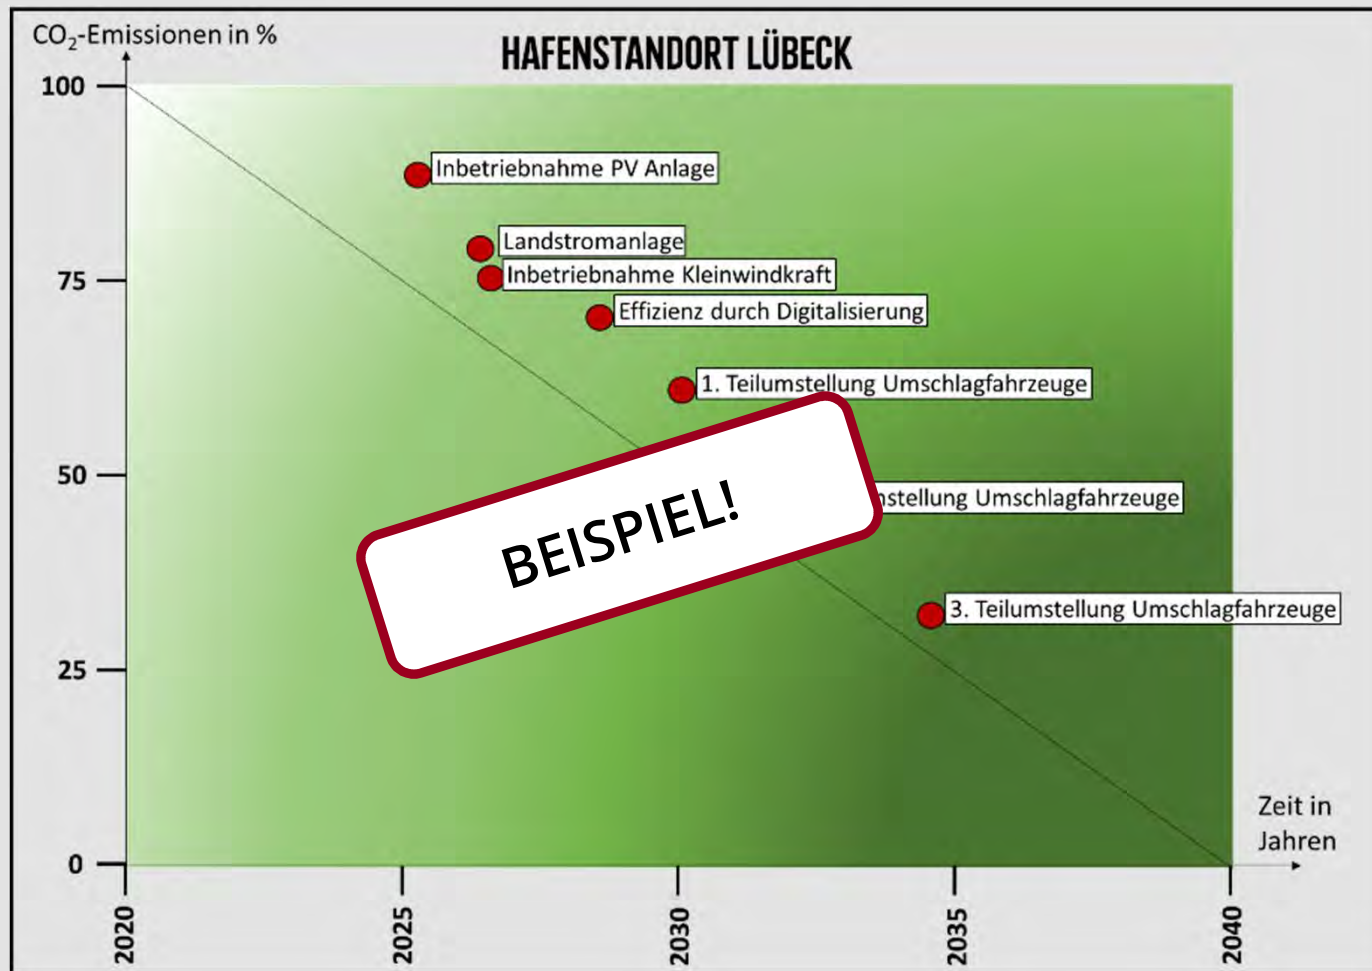 CO₂-Emissionen in %
HAFENSTANDORT LÜBECK
100
Inbetriebnahme PV Anlage
Landstromanlage
75
Inbetriebnahme Kleinwindkraft
Effizienz durch Digitalisierung
1. Teilumstellung Umschlagfahrzeuge
50
Umschlagfahrzeuge
BEISPIEL!
3. Teilumstellung Umschlagfahrzeuge
25
Zeit in
Jahren
0
2020
2025
2030
2035
2040